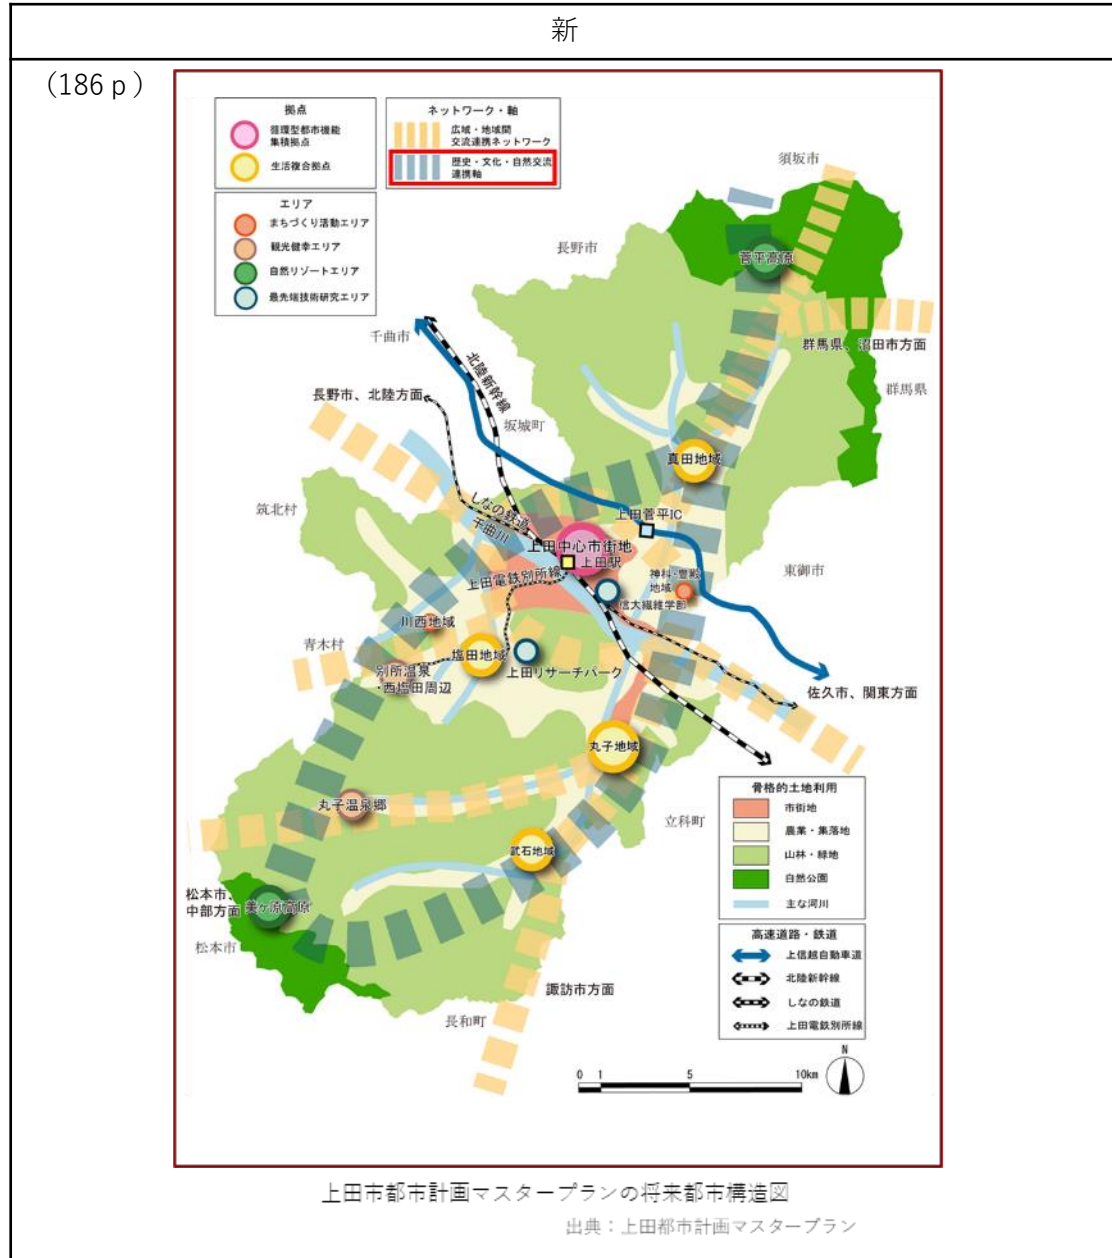 新
(186ｐ)
拠点
循環型都市機能
集積拠点
生活複合拠点
ネットワーク・軸
広域・地域間
交流連携ネットワーク
歴史・文化・自然交流
連携軸
エリア
まちづくり活動エリア
観光健幸エリア
自然リゾートエリア
最先端技術研究エリア
須坂市
長野市
菅平高原
千曲市
群馬県、沼田市方面
北陸新幹線
群馬県
長野市、北陸方面
坂城町
真田地域
筑北村
しなの鉄道
上田菅平IC
千曲川
上田中心市街地
上田駅
東御市
上田電鉄別所線
神科・豊殿
地域
信大繊維学部
川西地域
青木村
塩田地域
別所温泉
・西塩田周辺
上田リサーチパーク
佐久市、関東方面
丸子地域
骨格的土地利用
市街地
農業・集落地
山林・緑地
自然公園
主な河川
丸子温泉郷
立科町
武石地域
松本市、
中部方面
美ヶ原高原
松本市
高速道路・鉄道
上信越自動車道
北陸新幹線
しなの鉄道
上田電鉄別所線
諏訪市方面
長和町
N
0 1 5 10km
上田市都市計画マスタープランの将来都市構造図
出典：上田都市計画マスタープラン